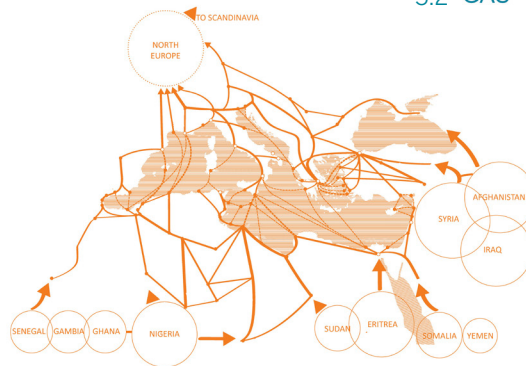 5.2 GAS
TO SCANDINAVIA
NORTH
EUROPE
AFGHANISTAN
SYRIA
IRAQ
SENEGAL
GAMBIA
GHANA
NIGERIA
SUDAN
ERITREA
SOMALIA
YEMEN